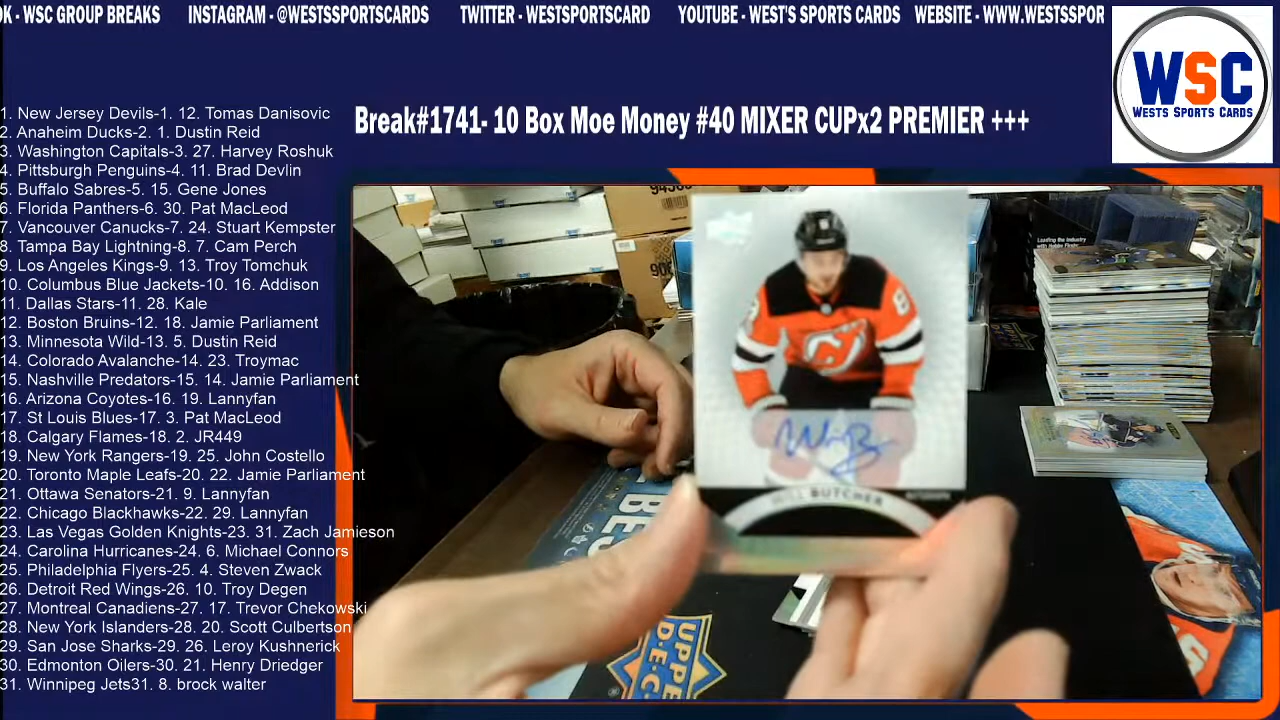 OK - WSC GROUP BREAKS INSTAGRAM - @WESTSSPORTSCARDS TWITTER - WESTSPORTSCARD YOUTUBE - WEST'S SPORTS CARDS WEBSITE - WWW.WESTSSPOR
WSC
WESTS SPORTS CARDS
Break#1741- 10 Box Moe Money #40 MIXER CUPx2 PREMIER +++
1. New Jersey Devils-1. 12. Tomas Danisovic
2. Anaheim Ducks-2. 1. Dustin Reid
3. Washington Capitals-3. 27. Harvey Roshuk
4. Pittsburgh Penguins-4. 11. Brad Devlin
5. Buffalo Sabres-5. 15. Gene Jones
6. Florida Panthers-6. 30. Pat MacLeod
7. Vancouver Canucks-7. 24. Stuart Kempster
8. Tampa Bay Lightning-8. 7. Cam Perch
9. Los Angeles Kings-9. 13. Troy Tomchuk
10. Columbus Blue Jackets-10. 16. Addison
11. Dallas Stars-11. 28. Kale
12. Boston Bruins-12. 18. Jamie Parliament
13. Minnesota Wild-13. 5. Dustin Reid
14. Colorado Avalanche-14. 23. Troymac
15. Nashville Predators-15. 14. Jamie Parliament
16. Arizona Coyotes-16. 19. Lannyfan
17. St Louis Blues-17. 3. Pat MacLeod
18. Calgary Flames-18. 2. JR449
19. New York Rangers-19. 25. John Costello
20. Toronto Maple Leafs-20. 22. Jamie Parliament
21. Ottawa Senators-21. 9. Lannyfan
22. Chicago Blackhawks-22. 29. Lannyfan
23. Las Vegas Golden Knights-23. 31. Zach Jamieson
24. Carolina Hurricanes-24. 6. Michael Connors
25. Philadelphia Flyers-25. 4. Steven Zwack
26. Detroit Red Wings-26. 10. Troy Degen
27. Montreal Canadiens-27. 17. Trevor Chekowski
28. New York Islanders-28. 20. Scott Culbertson
29. San Jose Sharks-29. 26. Leroy Kushnerick
30. Edmonton Oilers-30. 21. Henry Driedger
31. Winnipeg Jets31. 8. brock walter
Leading the Industry
WILL BUTCHER
BE
UPPER
DEC